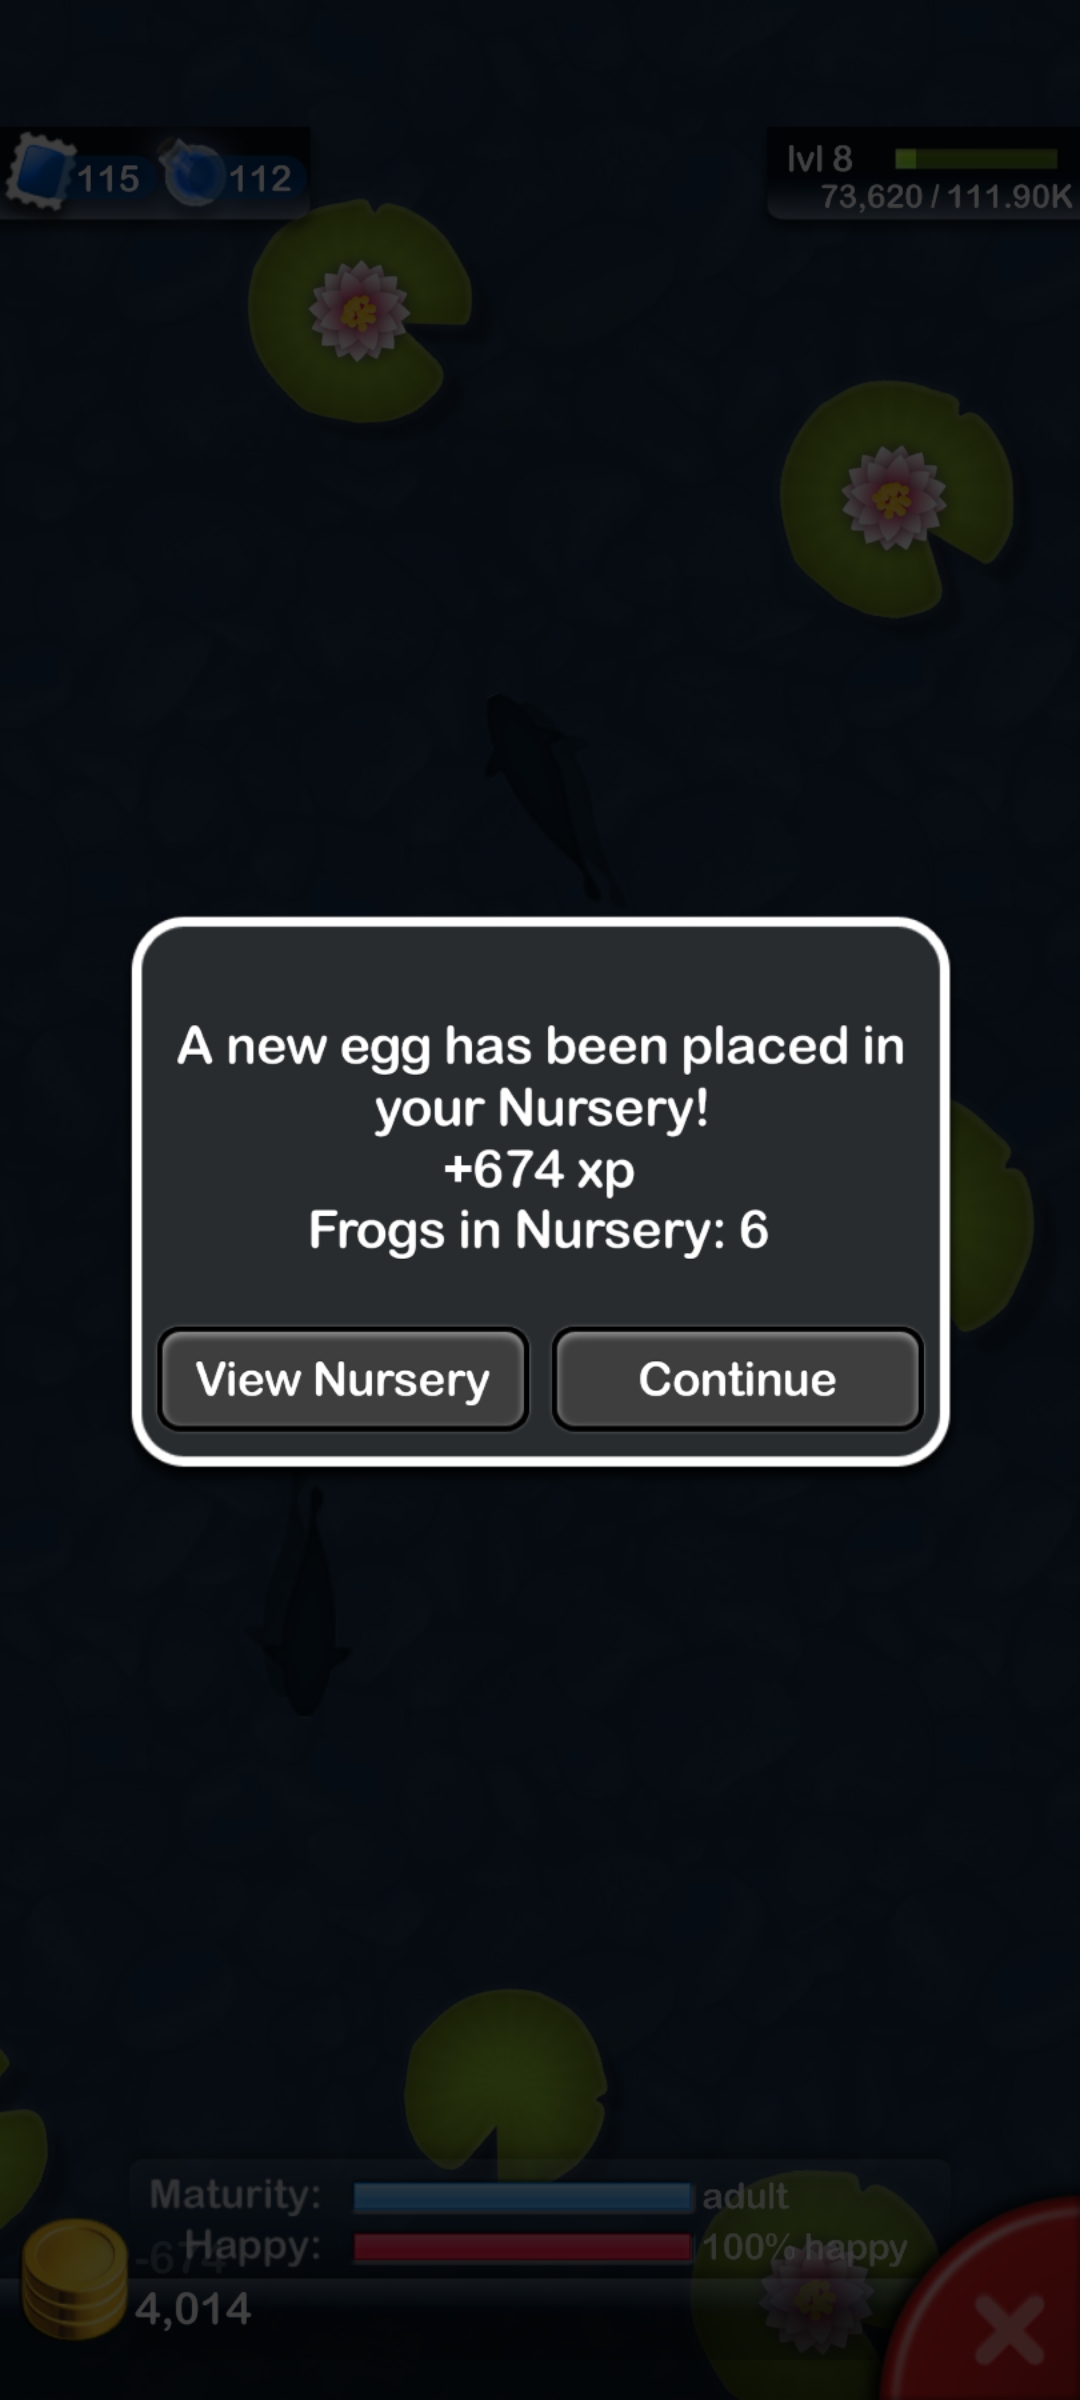 115
112
lvl 8
73,620 / 111.90K
A new egg has been placed in
your Nursery!
+674 xp
Frogs in Nursery: 6
View Nursery
Continue
Maturity:
adult
Happy:
100% happy
-674
4,014